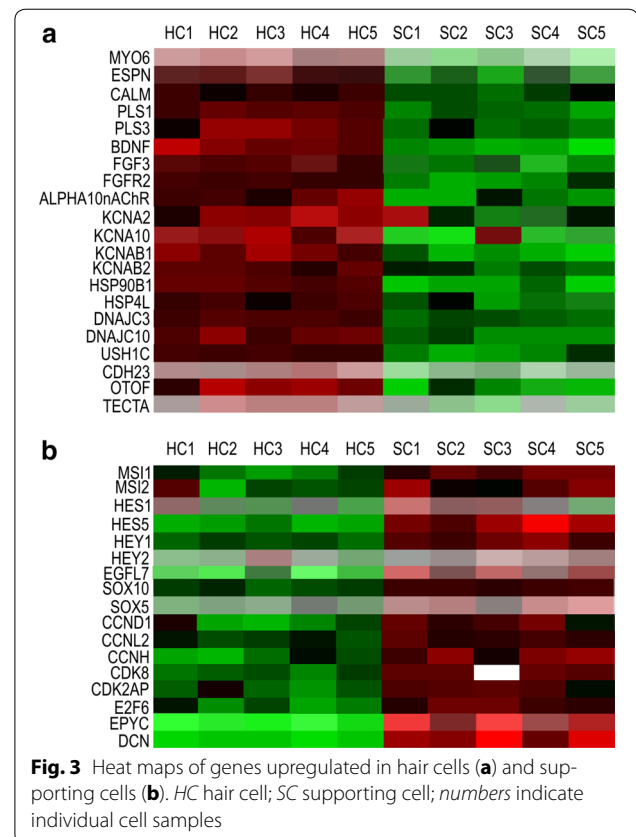 a
HC1 HC2 HC3 HC4 HC5 SC1 SC2 SC3 SC4 SC5
MYO6
ESPN
CALM
PLS1
PLS3
BDNF
FGF3
FGFR2
ALPHA10nAChR
KCNA2
KCNA10
KCNAB1
KCNAB2
HSP90B1
HSP4L
DNAJC3
DNAJC10
USH1C
CDH23
OTOF
TECTA
b
HC1 HC2 HC3 HC4 HC5 SC1 SC2 SC3 SC4 SC5
MSI1
MSI2
HES1
HES5
HEY1
HEY2
EGFL7
SOX10
SOX5
CCND1
CCNL2
CCNH
CDK8
CDK2AP
E2F6
EPYC
DCN
Fig. 3 Heat maps of genes upregulated in hair cells (a) and sup-
porting cells (b). HC hair cell; SC supporting cell; numbers indicate
individual cell samples